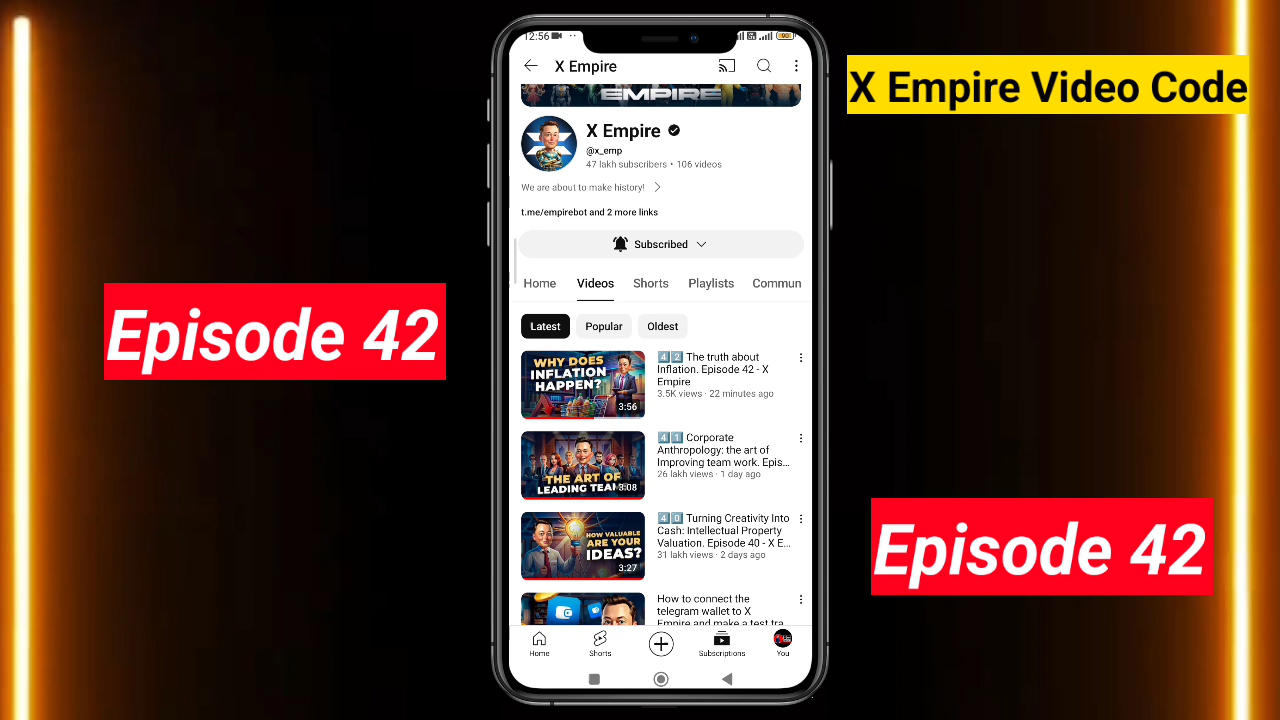 12:56
90
X Empire
EMPIRE
X Empire
@x_emp
47 lakh subscribers • 106 videos
We are about to make history!
t.me/empirebot and 2 more links
Subscribed
Home Videos Shorts Playlists Commun
Latest Popular Oldest
WHY DOES
INFLATION
HAPPEN?
3:56
4️⃣2️⃣ The truth about
Inflation. Episode 42 - X
Empire
3.5K views · 22 minutes ago
THE ART OF
LEADING TEAM
3:08
4️⃣1️⃣ Corporate
Anthropology: the art of
Improving team work. Epis...
26 lakh views · 1 day ago
HOW VALUABLE
ARE YOUR
IDEAS?
3:27
4️⃣0️⃣ Turning Creativity Into
Cash: Intellectual Property
Valuation. Episode 40 - X E...
31 lakh views · 2 days ago
How to connect the
telegram wallet to X
Empire and make a test tra
Home Shorts Subscriptions You
X Empire Video Code
Episode 42
Episode 42